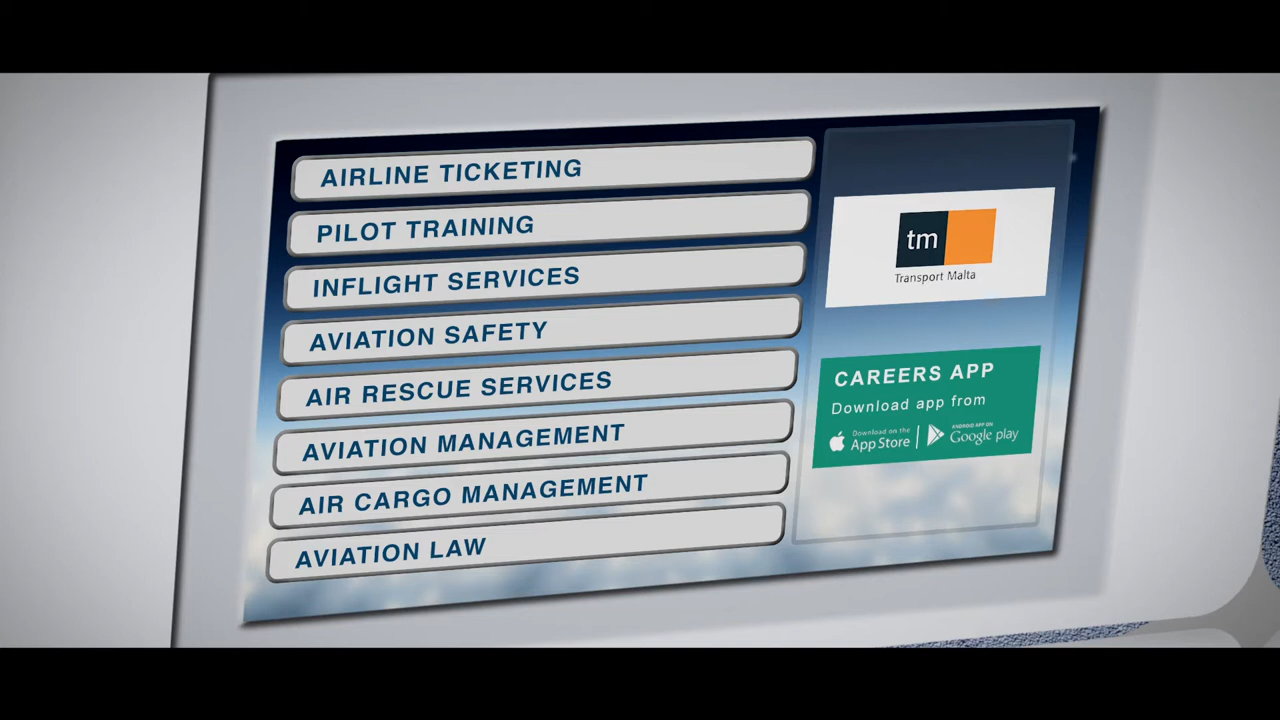 AIRLINE TICKETING
PILOT TRAINING
INFLIGHT SERVICES
AVIATION SAFETY
AIR RESCUE SERVICES
AVIATION MANAGEMENT
AIR CARGO MANAGEMENT
AVIATION LAW
tm
Transport Malta
CAREERS APP
Download app from
Download on the
App Store
ANDROID APP ON
Google play